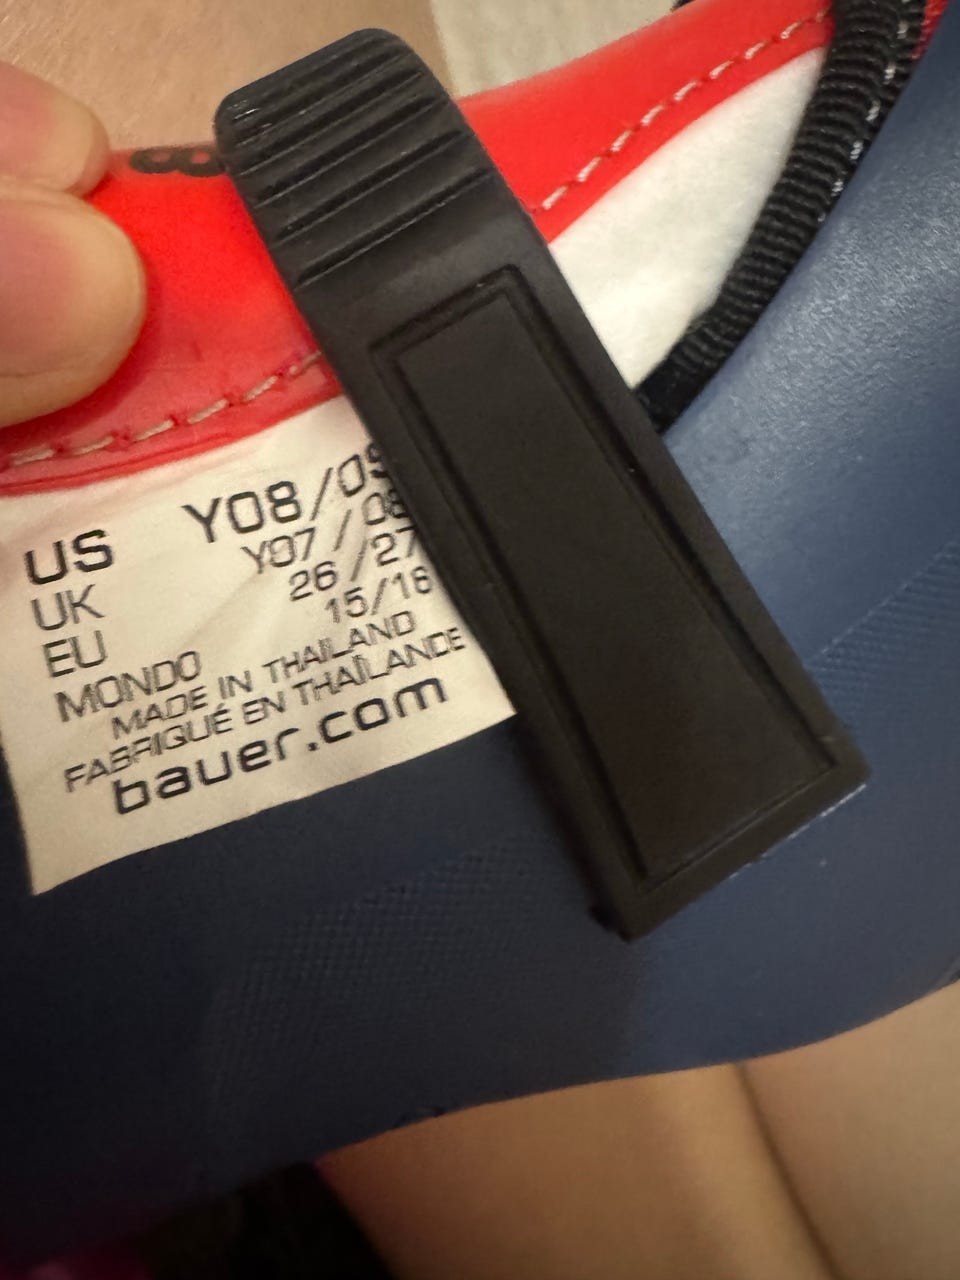 8
US Y08/09
UK Y07/08
EU 26/27
MONDO 15/16
MADE IN THAILAND
FABRIQUÉ EN THAÏLANDE
bauer.com